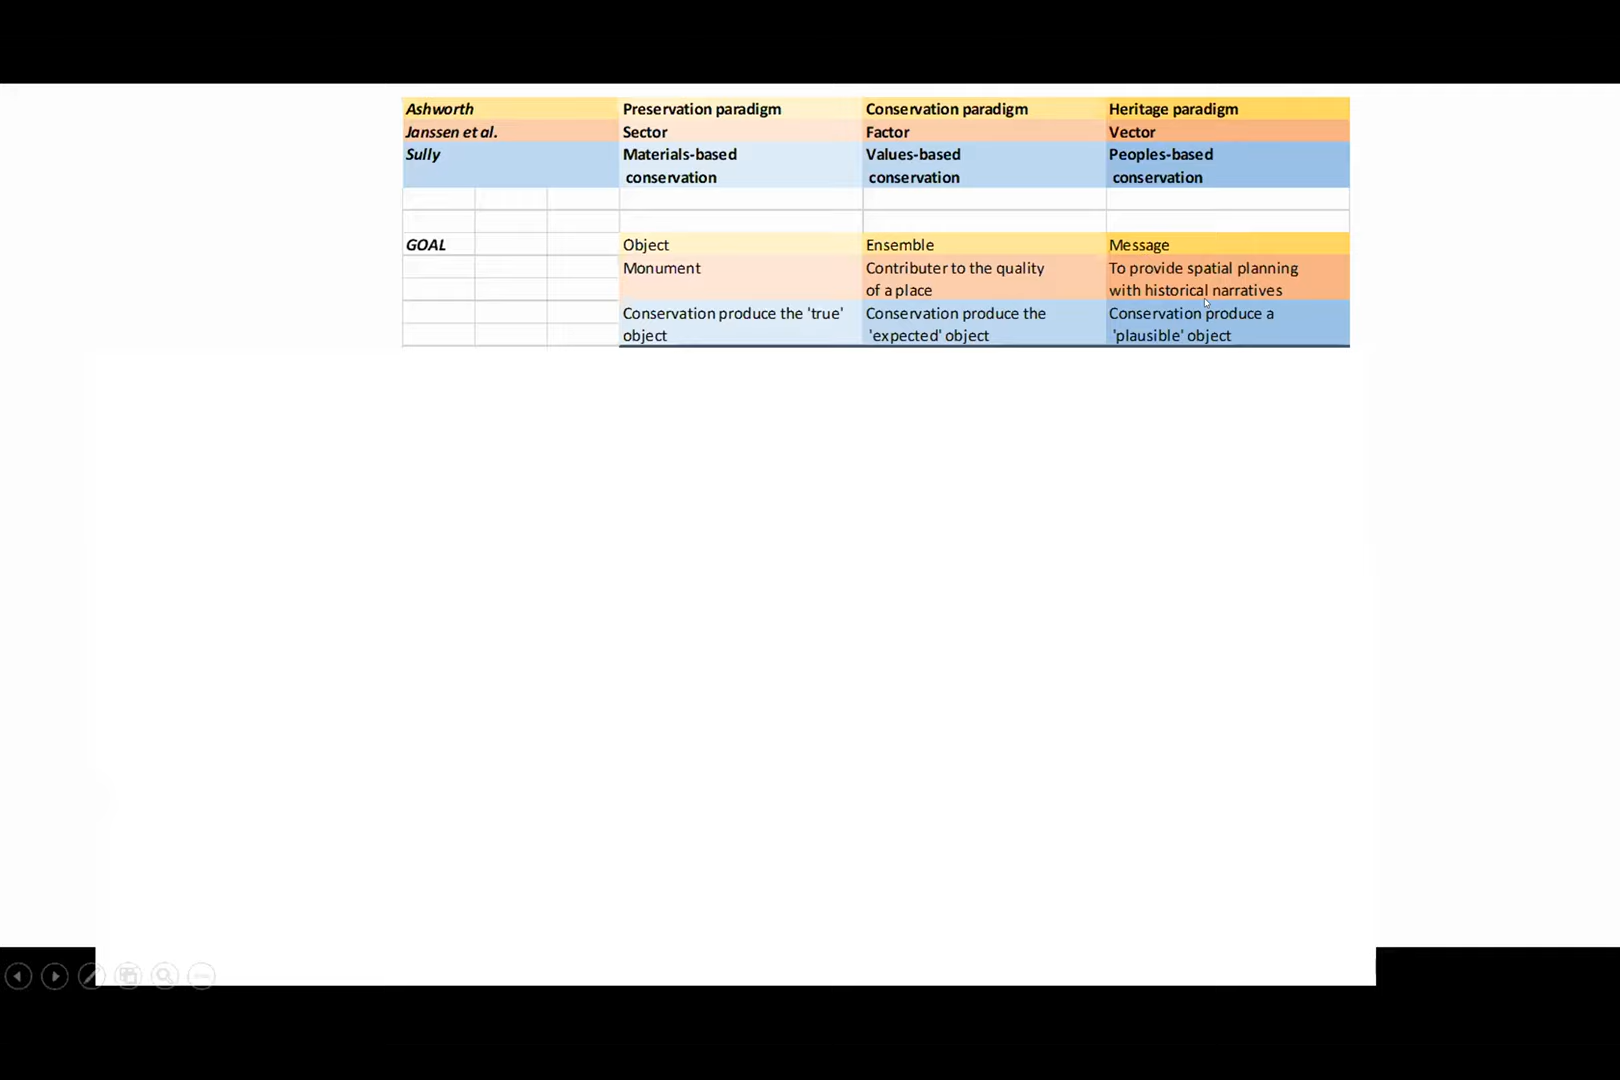 Ashworth Preservation paradigm Conservation paradigm Heritage paradigm
Janssen et al. Sector Factor Vector
Sully Materials-based Values-based Peoples-based
conservation conservation conservation
GOAL Object Ensemble Message
Monument Contributer to the quality To provide spatial planning
of a place with historical narratives
Conservation produce the 'true' Conservation produce the Conservation produce a
object 'expected' object 'plausible' object